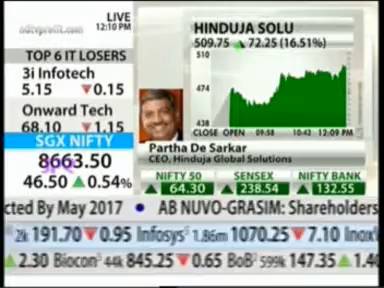 ndtvprofit.com
LIVE
12:10 PM
TOP 6 IT LOSERS
3i Infotech
5.15 ▼ 0.15
Onward Tech
68.10 ▼ 1.15
SGX NIFTY
8663.50
46.50 ▲ 0.54%
HINDUJA SOLU
509.75 ▲ 72.25 (16.51%)
510
474
438
CLOSE OPEN 09:58 10:42 12:09 PM
Partha De Sarkar
CEO, Hinduja Global Solutions
NIFTY 50 SENSEX NIFTY BANK
▲ 64.30 ▲ 238.54 ▲ 132.55
cted By May 2017 ● AB NUVO-GRASIM: Shareholders
2k 191.70 ▼ 0.95 Infosys 1.86m 1070.25 ▼ 7.10 Inox
▲ 2.30 Biocon 44k 845.25 ▼ 0.65 BoB 599k 147.35 ▲ 1.40